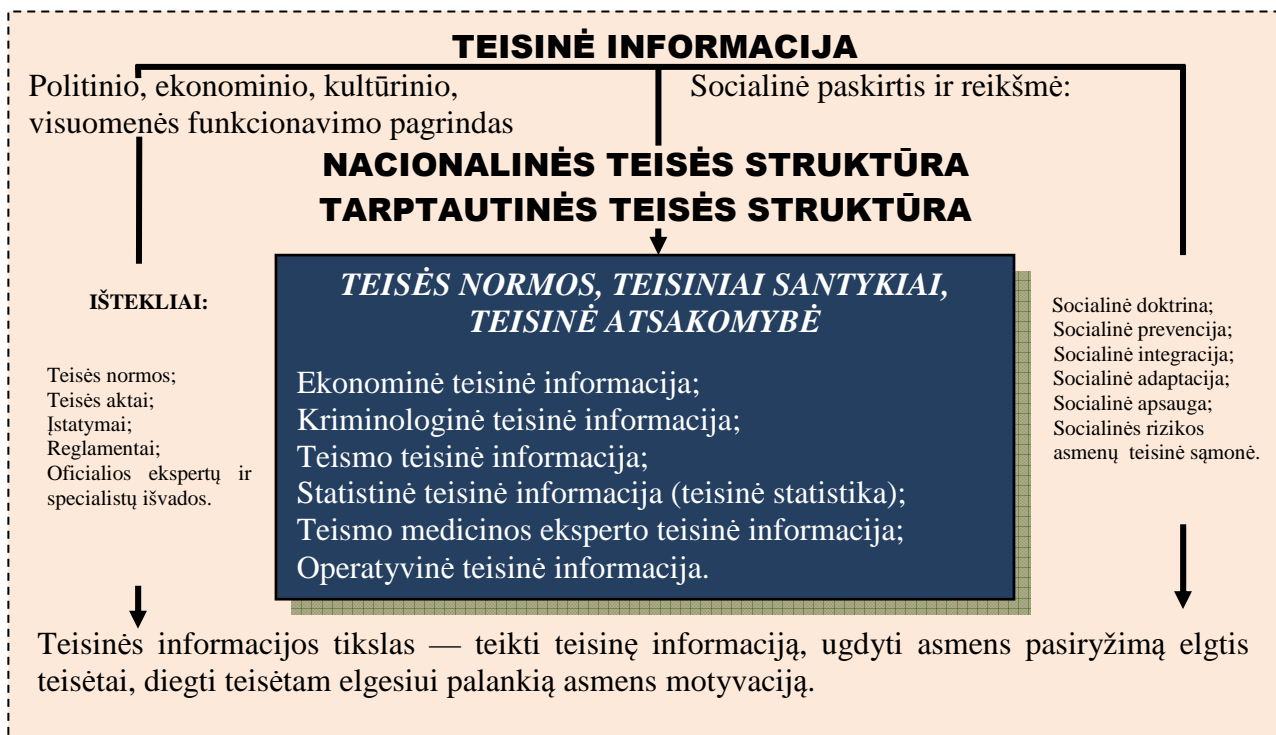 TEISINĖ INFORMACIJA
Politinio, ekonominio, kultūrinio,
visuomenės funkcionavimo pagrindas
Socialinė paskirtis ir reikšmė:
NACIONALINĖS TEISĖS STRUKTŪRA
TARPTAUTINĖS TEISĖS STRUKTŪRA
IŠTEKLIAI:
Teisės normos;
Teisės aktai;
Įstatymai;
Reglamentai;
Oficialios ekspertų ir
specialistų išvados.
TEISĖS NORMOS, TEISINIAI SANTYKIAI,
TEISINĖ ATSAKOMYBĖ
Ekonominė teisinė informacija;
Kriminologinė teisinė informacija;
Teismo teisinė informacija;
Statistinė teisinė informacija (teisinė statistika);
Teismo medicinos eksperto teisinė informacija;
Operatyvinė teisinė informacija.
Socialinė doktrina;
Socialinė prevencija;
Socialinė integracija;
Socialinė adaptacija;
Socialinė apsauga;
Socialinės rizikos
asmenų teisinė sąmonė.
Teisinės informacijos tikslas — teikti teisinę informaciją, ugdyti asmens pasiryžimą elgtis
teisėtai, diegti teisėtam elgesiui palankią asmens motyvaciją.